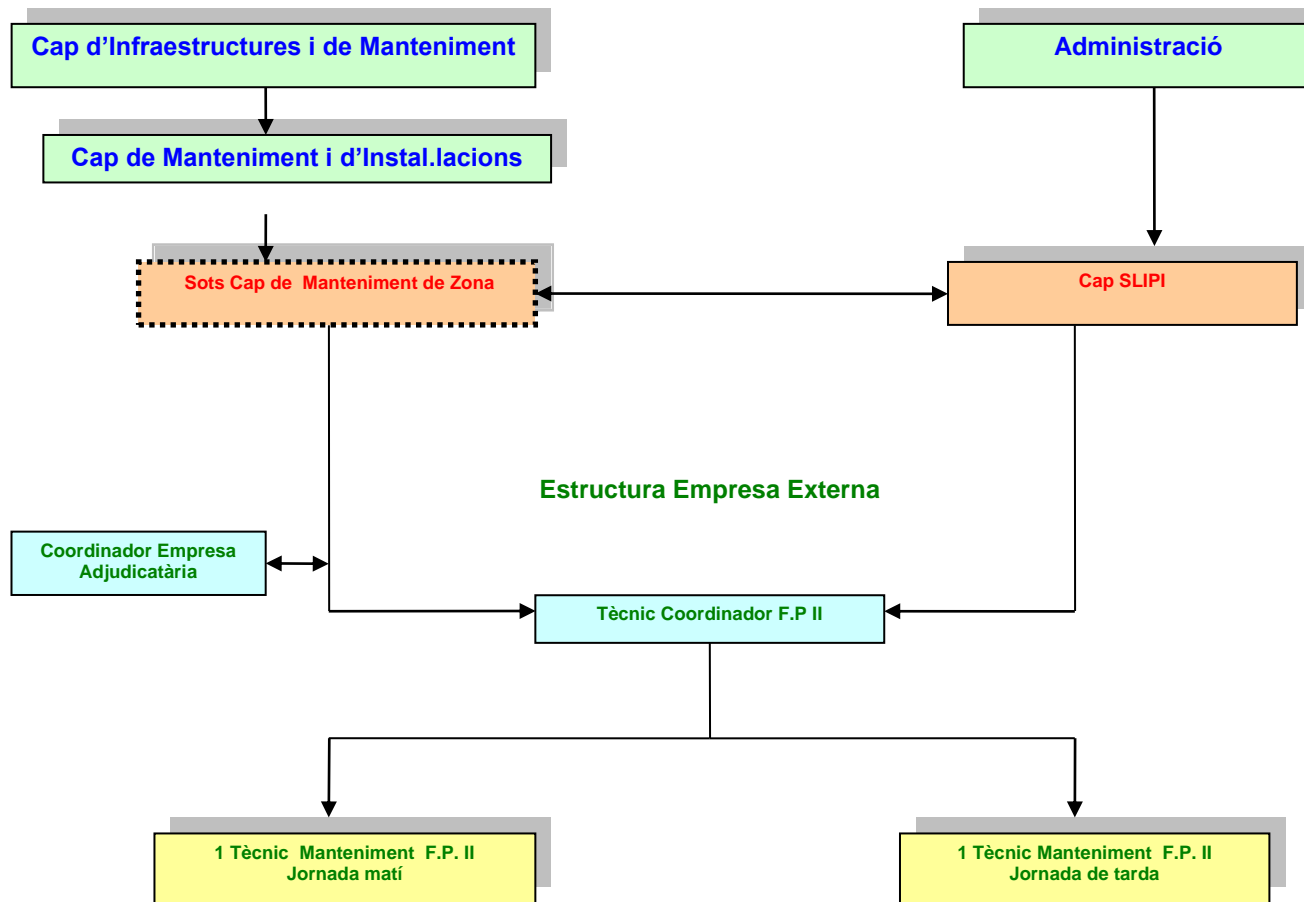 Cap d’Infraestructures i de Manteniment
Administració
Cap de Manteniment i d’Instal.lacions
Sots Cap de Manteniment de Zona
Cap SLIPI
Estructura Empresa Externa
Coordinador Empresa
Adjudicatària
Tècnic Coordinador F.P II
1 Tècnic Manteniment F.P. II
Jornada matí
1 Tècnic Manteniment F.P. II
Jornada de tarda